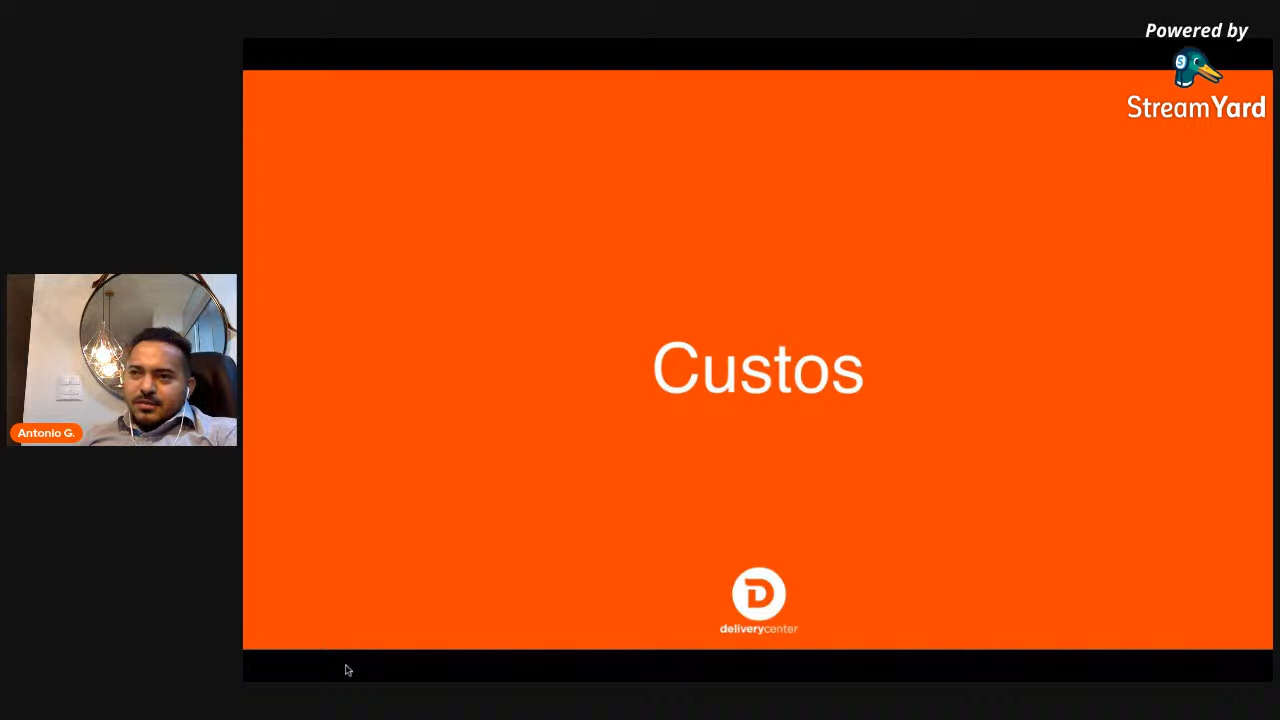 Powered by
StreamYard
Custos
Antonio G.
deliverycenter